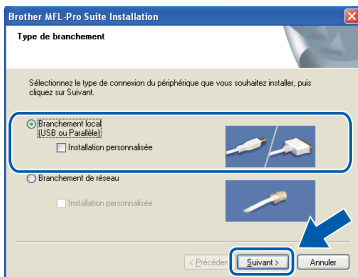 Brother MFL-Pro Suite Installation
Type de branchement
Sélectionnez le type de connexion du périphérique que vous souhaitez installer, puis
cliquez sur Suivant.
Branchement local
(USB ou Parallèle)
Installation personnalisée
Branchement de réseau
Installation personnalisée
< Précédent
Suivant >
Annuler